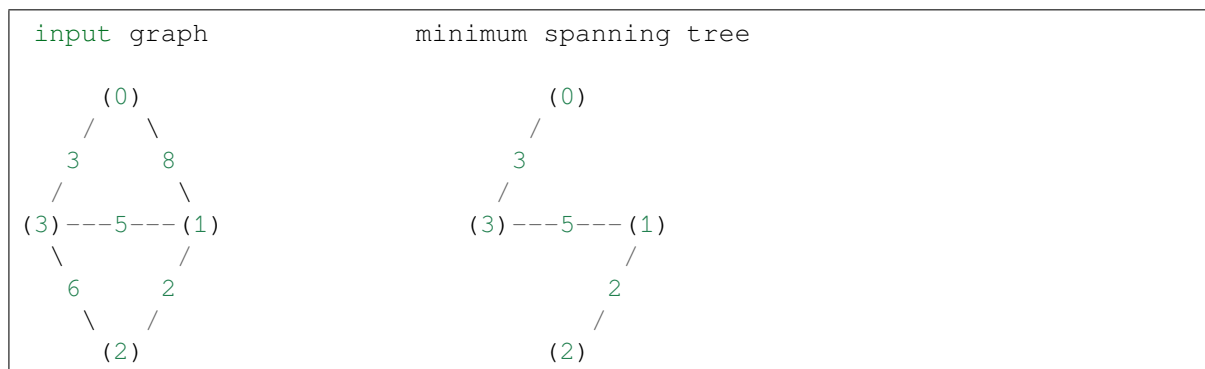 input graph            minimum spanning tree
     (0)                         (0)
    /   \                       /
   3     8                     3
  /       \                   /
(3)---5---(1)               (3)---5---(1)
  \       /                           /
   6     2                           2
    \   /                           /
     (2)                         (2)